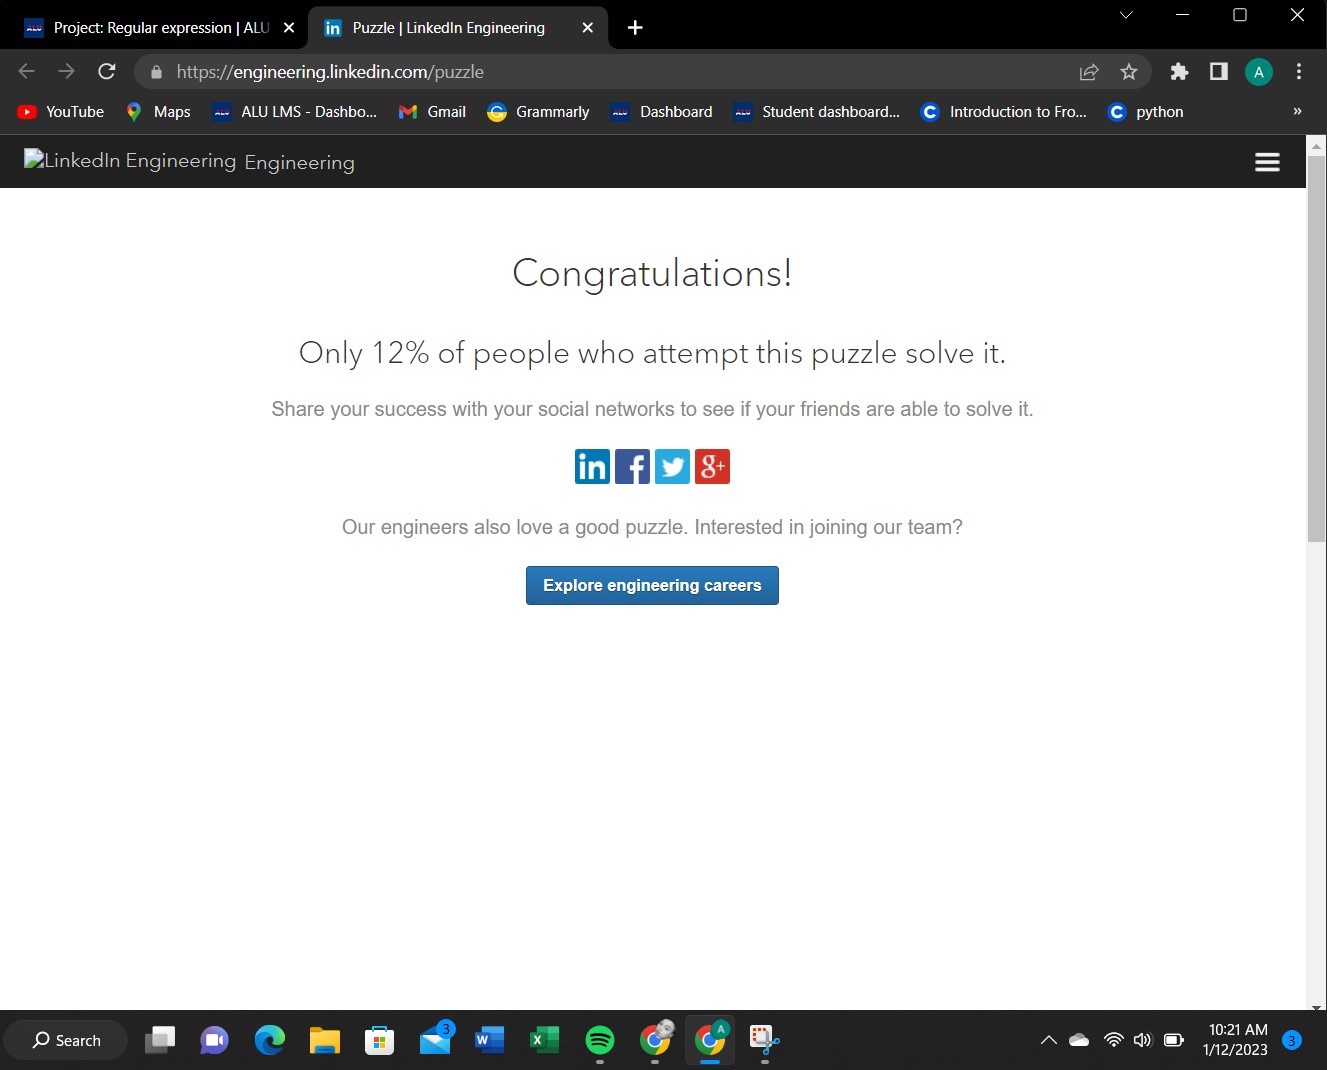 Project: Regular expression | ALU
Puzzle | LinkedIn Engineering
https://engineering.linkedin.com/puzzle
A
YouTube
Maps
ALU LMS - Dashbo...
Gmail
Grammarly
Dashboard
Student dashboard...
Introduction to Fro...
python
»
LinkedIn Engineering Engineering
Congratulations!
Only 12% of people who attempt this puzzle solve it.
Share your success with your social networks to see if your friends are able to solve it.
in f g+
Our engineers also love a good puzzle. Interested in joining our team?
Explore engineering careers
Search
3
W
X
A
10:21 AM
1/12/2023
3